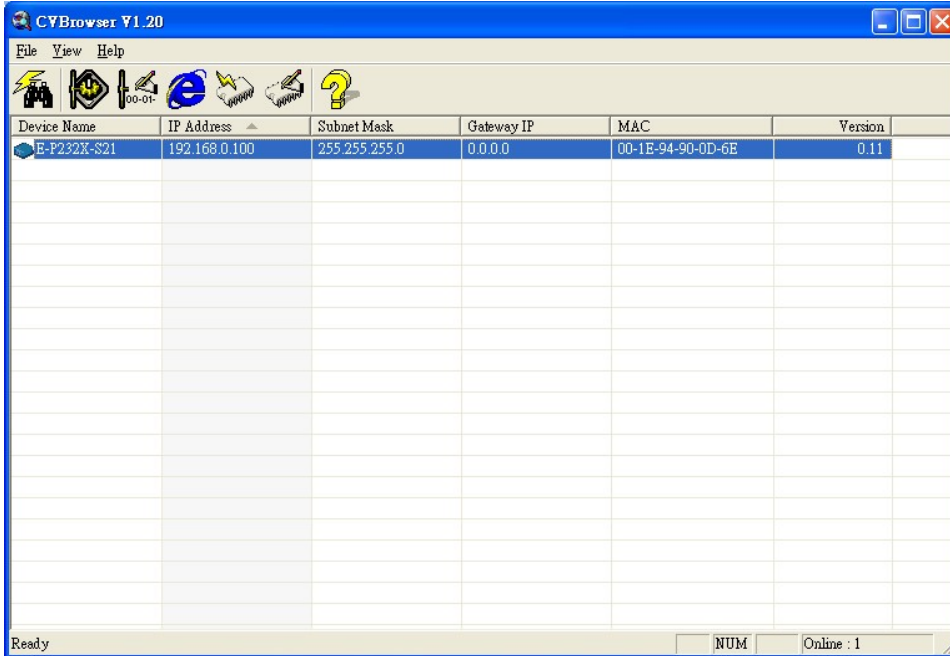 CVBrowser V1.20
File View Help
00-01-
Device Name IP Address Subnet Mask Gateway IP MAC Version
E-P232X-S21 192.168.0.100 255.255.255.0 0.0.0.0 00-1E-94-90-0D-6E 0.11
Ready NUM Online : 1